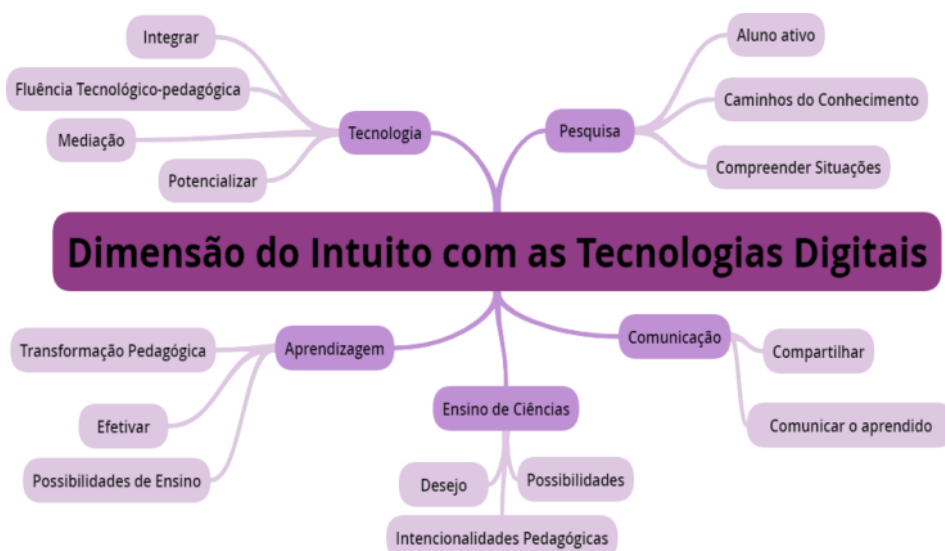 Integrar
Fluência Tecnológico-pedagógica
Mediação
Potencializar
Tecnologia
Pesquisa
Aluno ativo
Caminhos do Conhecimento
Compreender Situações
Dimensão do Intuito com as Tecnologias Digitais
Transformação Pedagógica
Efetivar
Possibilidades de Ensino
Aprendizagem
Ensino de Ciências
Desejo
Possibilidades
Intencionalidades Pedagógicas
Comunicação
Compartilhar
Comunicar o aprendido